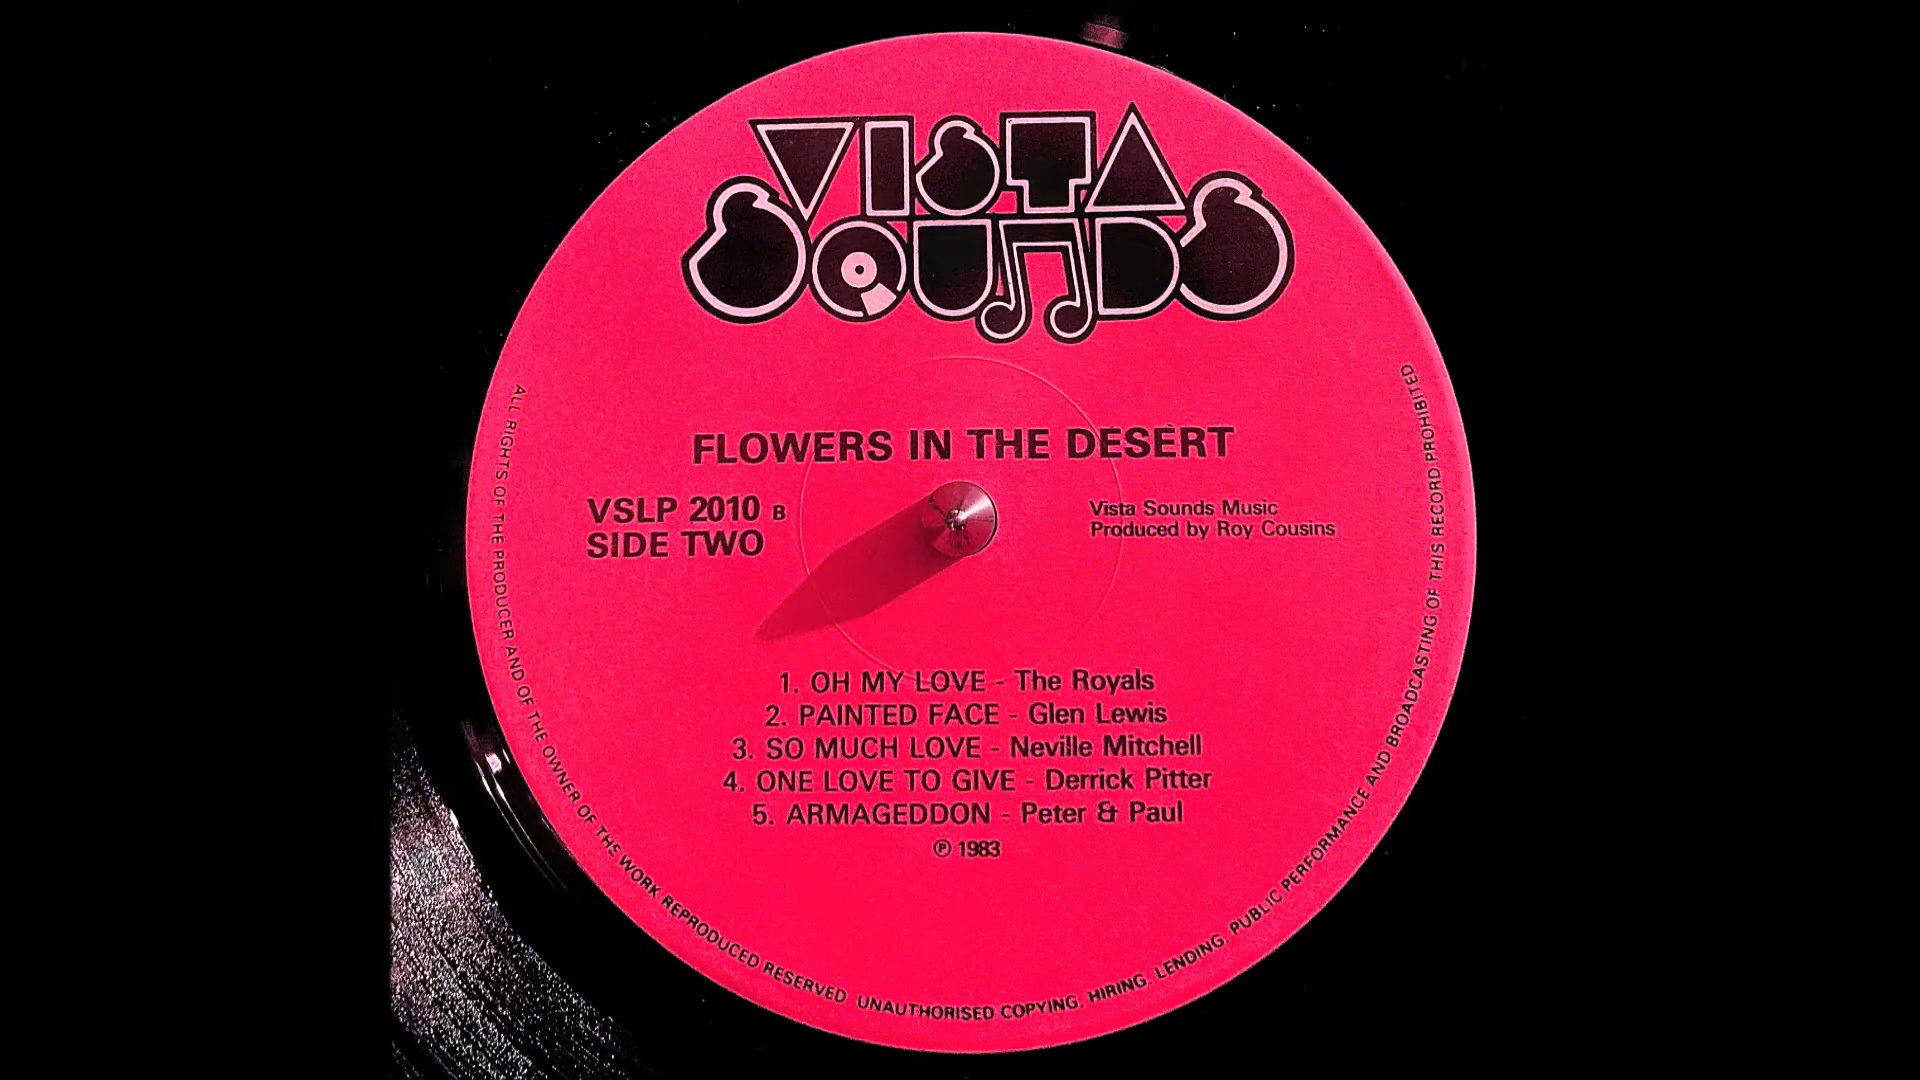 VISTA
SOUNDS
FLOWERS IN THE DESERT
VSLP 2010 B
SIDE TWO
Vista Sounds Music
Produced by Roy Cousins
1. OH MY LOVE - The Royals
2. PAINTED FACE - Glen Lewis
3. SO MUCH LOVE - Neville Mitchell
4. ONE LOVE TO GIVE - Derrick Pitter
5. ARMAGEDDON - Peter & Paul
℗ 1983
ALL RIGHTS OF THE PRODUCER AND OF THE OWNER OF THE WORK REPRODUCED RESERVED. UNAUTHORISED COPYING, HIRING, LENDING, PUBLIC PERFORMANCE AND BROADCASTING OF THIS RECORD PROHIBITED